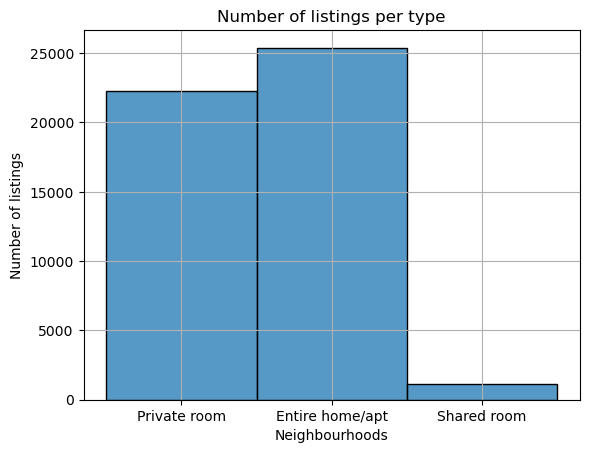 Number of listings per type
Number of listings
25000
20000
15000
10000
5000
0
Private room
Entire home/apt
Shared room
Neighbourhoods